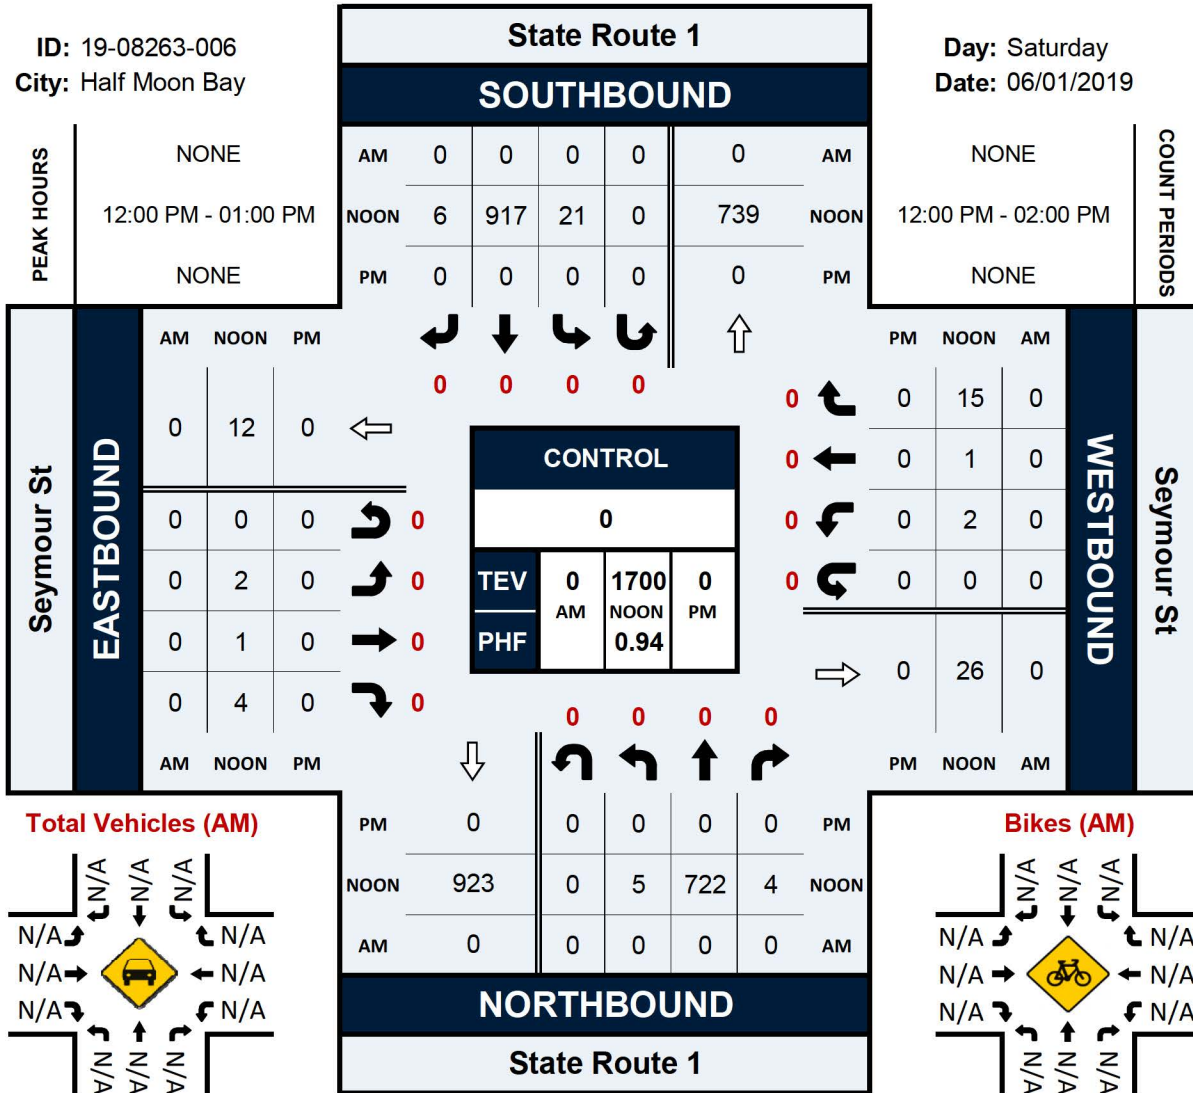 State Route 1
ID: 19-08263-006
City: Half Moon Bay
Day: Saturday
Date: 06/01/2019
SOUTHBOUND
PEAK HOURS
NONE
12:00 PM - 01:00 PM
NONE
AM 0 0 0 0 0 AM
NOON 6 917 21 0 739 NOON
PM 0 0 0 0 0 PM
NONE
12:00 PM - 02:00 PM
NONE
COUNT PERIODS
0 0 0 0
Seymour St
EASTBOUND
AM NOON PM
0 12 0
0 0 0 0
0 2 0 0
0 1 0 0
0 4 0 0
AM NOON PM
CONTROL
0
TEV 0 1700 0
AM NOON PM
PHF 0.94
PM NOON AM
0 0 15 0
0 0 1 0
0 0 2 0
0 0 0 0
0 26 0
PM NOON AM
WESTBOUND
Seymour St
0 0 0 0
PM 0 0 0 0 0 PM
NOON 923 0 5 722 4 NOON
AM 0 0 0 0 0 AM
NORTHBOUND
State Route 1
Total Vehicles (AM)
N/A N/A N/A
N/A N/A
N/A N/A
N/A N/A
N/A N/A N/A
Bikes (AM)
N/A N/A N/A
N/A N/A
N/A N/A
N/A N/A
N/A N/A N/A